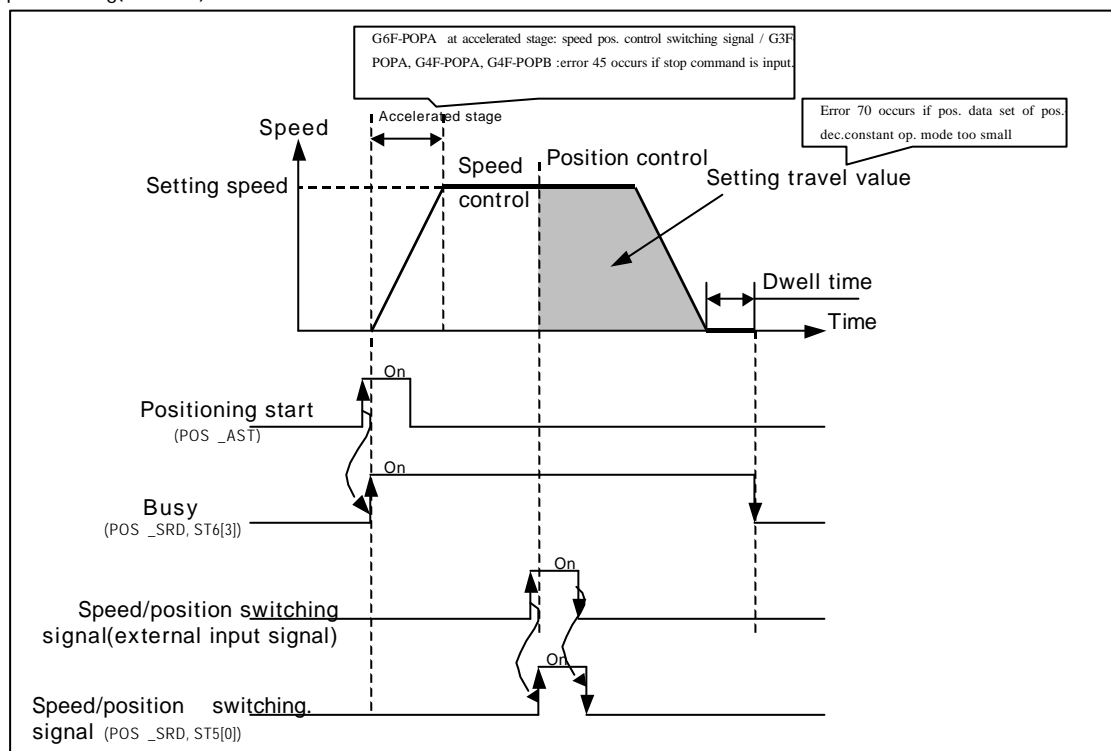 G6F-POPA at accelerated stage: speed pos. control switching signal / G3F-
POPA, G4F-POPA, G4F-POPB :error 45 occurs if stop command is input.
Error 70 occurs if pos. data set of pos.-
dec.constant op. mode too small
Accelerated stage
Speed
Position control
Speed
control
Setting travel value
Setting speed
Dwell time
Time
On
Positioning start
(POS _AST)
On
Busy
(POS _SRD, ST6[3])
On
Speed/position switching
signal(external input signal)
On
Speed/position switching.
signal (POS _SRD, ST5[0])